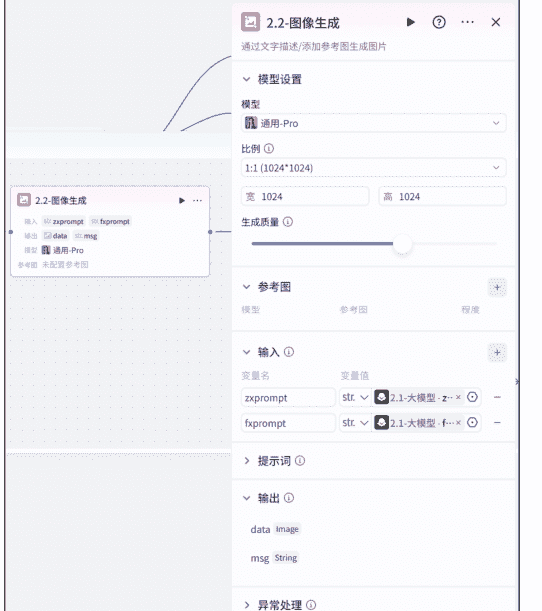 2.2-图像生成
输入 str. zxprompt str. fxprompt
输出 data str. msg
模型 通用-Pro
参考图 未配置参考图
2.2-图像生成
通过文字描述/添加参考图生成图片
模型设置
模型
通用-Pro
比例
1:1 (1024*1024)
宽 1024 高 1024
生成质量
参考图
模型 参考图 程度
输入
变量名 变量值
zxprompt str. 2.1-大模型 · z··· ×
fxprompt str. 2.1-大模型 · f··· ×
提示词
输出
data Image
msg String
异常处理